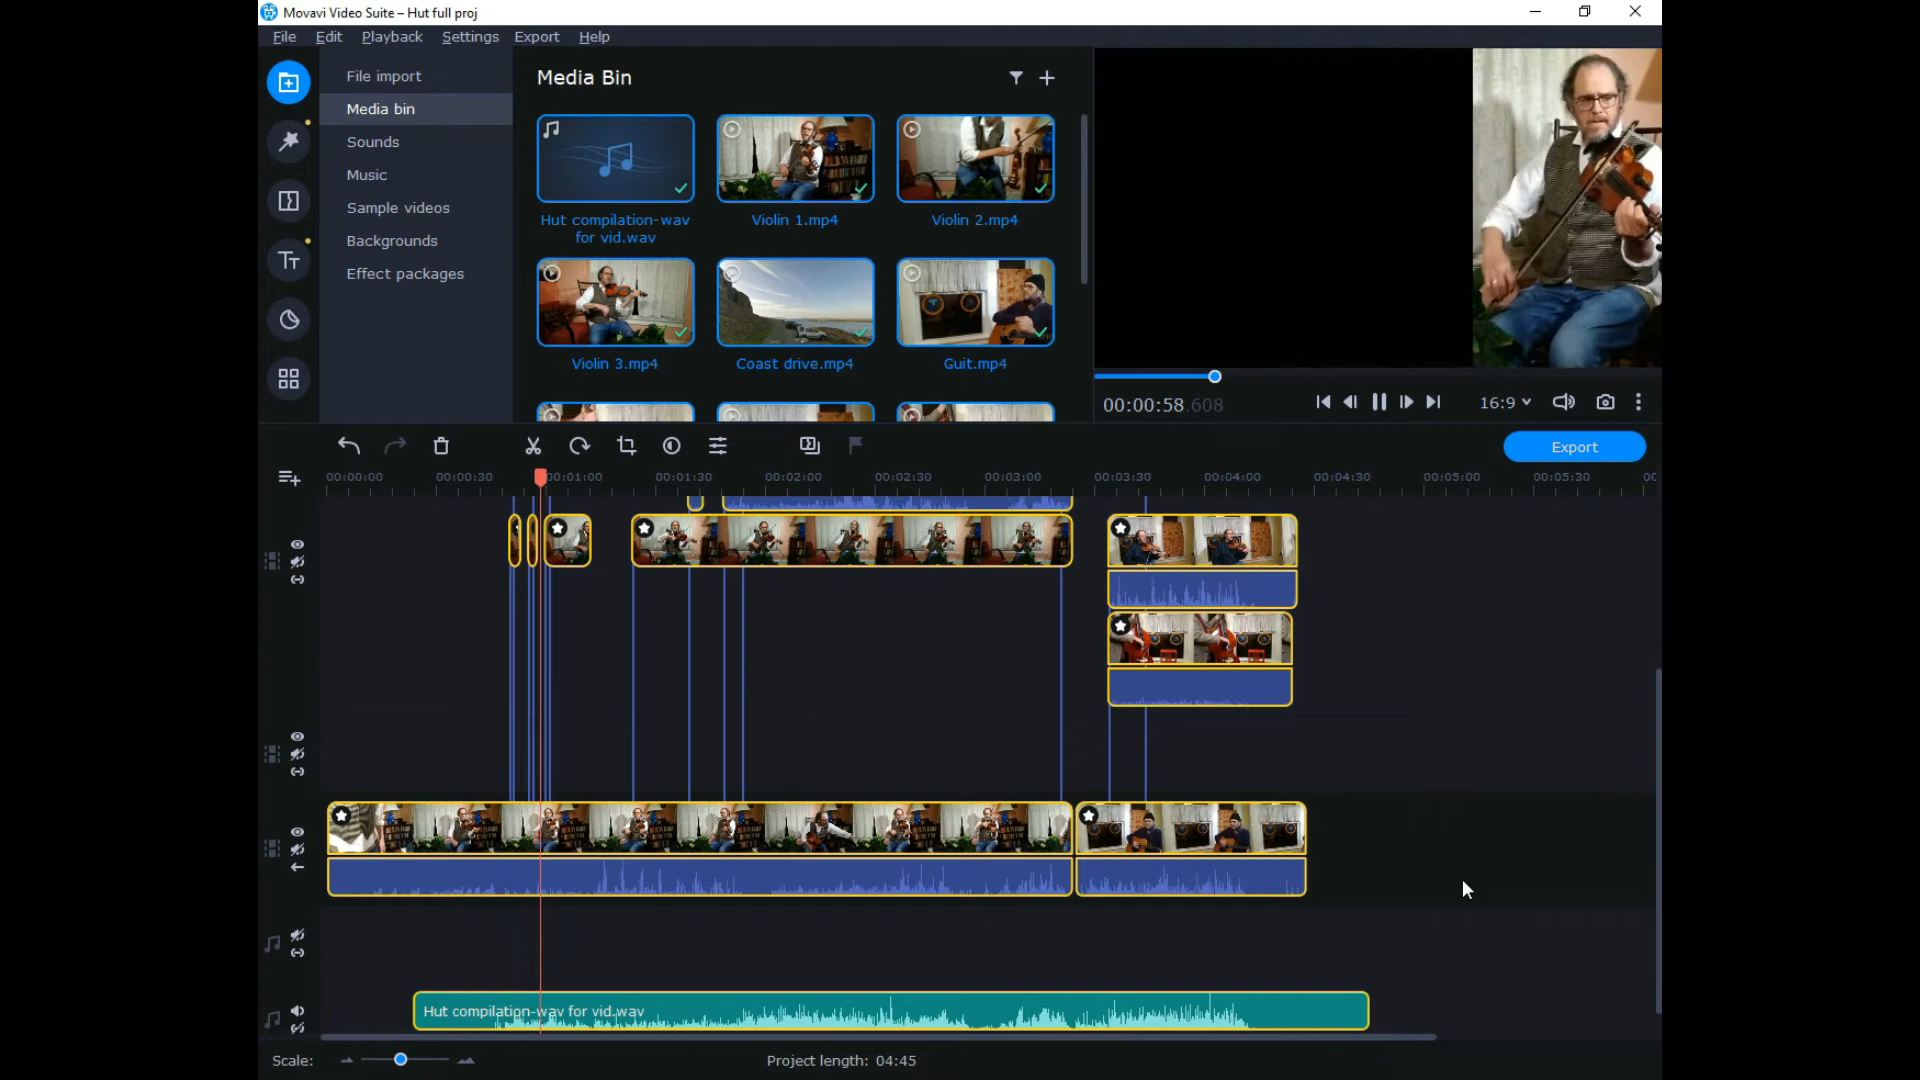 Movavi Video Suite – Hut full proj
File Edit Playback Settings Export Help
File import
Media bin
Sounds
Music
Sample videos
Backgrounds
Effect packages
Media Bin
Hut compilation-wav
for vid.wav
Violin 1.mp4
Violin 2.mp4
Violin 3.mp4
Coast drive.mp4
Guit.mp4
00:00:58.608
16:9
Export
00:00:00 00:00:30 00:01:00 00:01:30 00:02:00 00:02:30 00:03:00 00:03:30 00:04:00 00:04:30 00:05:00 00:05:30 00
Hut compilation-wav for vid.wav
Scale:
Project length: 04:45